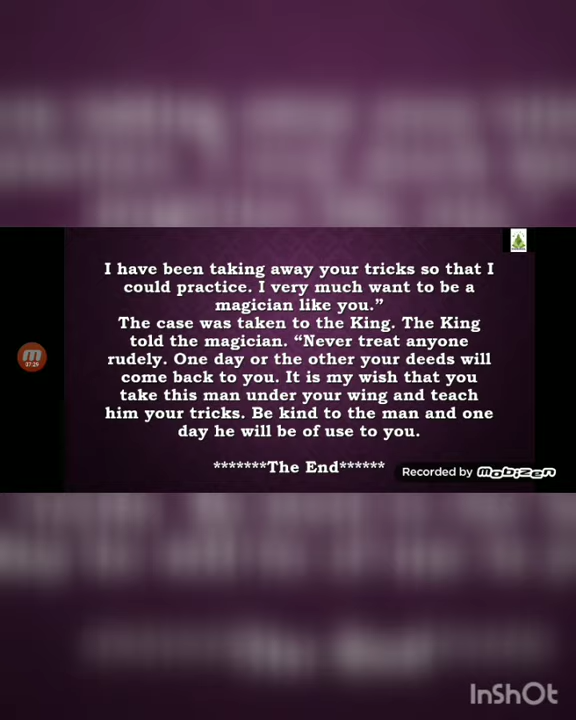 I have been taking away your tricks so that I
could practice. I very much want to be a
magician like you.”
The case was taken to the King. The King
told the magician. “Never treat anyone
rudely. One day or the other your deeds will
come back to you. It is my wish that you
take this man under your wing and teach
him your tricks. Be kind to the man and one
day he will be of use to you.
*******The End******
Recorded by mobizen
07:29
InShOt